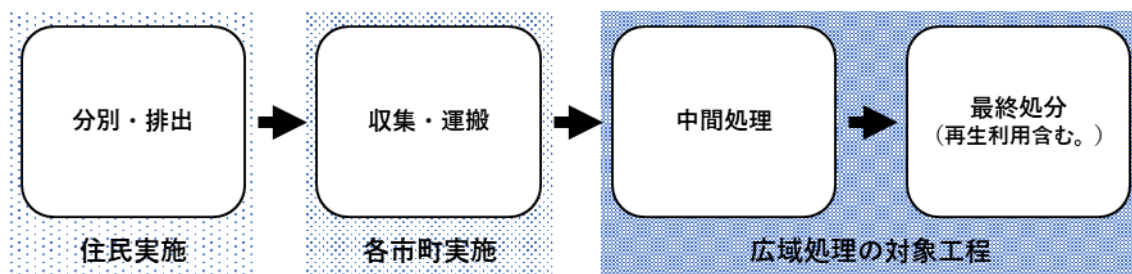 分別・排出
収集・運搬
中間処理
最終処分
（再生利用含む。）
住民実施
各市町実施
広域処理の対象工程